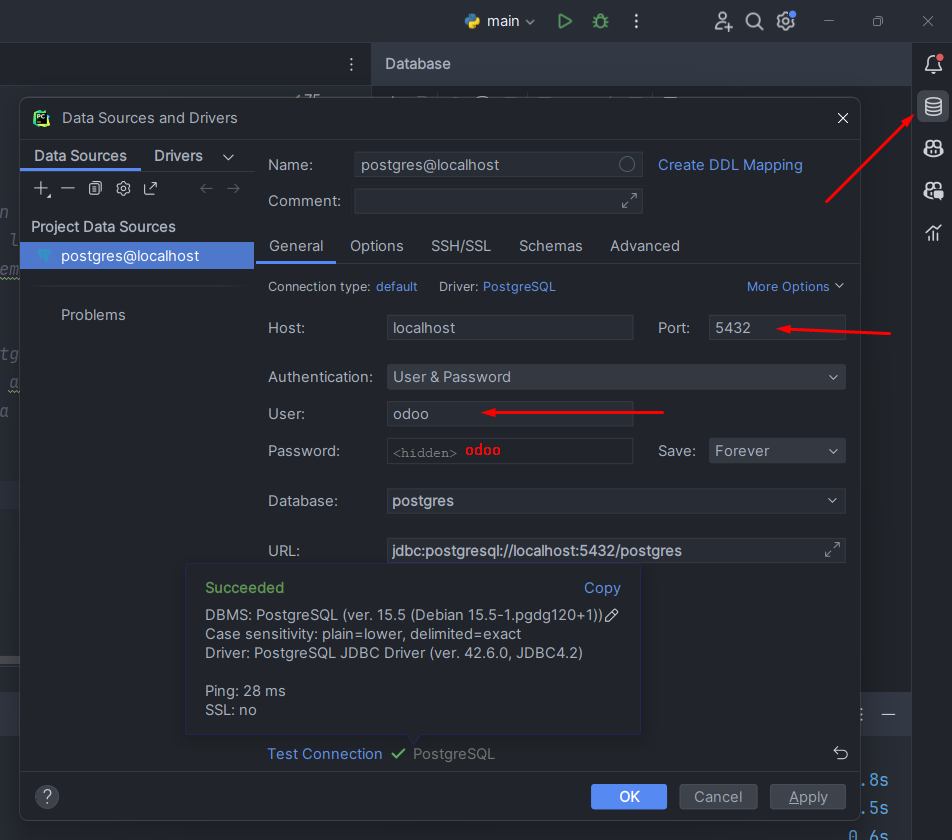 main
Database
Data Sources and Drivers
Data Sources
Drivers
Name:
postgres@localhost
Create DDL Mapping
Comment:
Project Data Sources
postgres@localhost
Problems
General
Options
SSH/SSL
Schemas
Advanced
Connection type: default
Driver: PostgreSQL
More Options
Host:
localhost
Port:
5432
Authentication:
User & Password
User:
odoo
Password:
<hidden>
odoo
Save:
Forever
Database:
postgres
URL:
jdbc:postgresql://localhost:5432/postgres
Succeeded
Copy
DBMS: PostgreSQL (ver. 15.5 (Debian 15.5-1.pgdg120+1))
Case sensitivity: plain=lower, delimited=exact
Driver: PostgreSQL JDBC Driver (ver. 42.6.0, JDBC4.2)
Ping: 28 ms
SSL: no
Test Connection
PostgreSQL
?
OK
Cancel
Apply
.8s
.5s